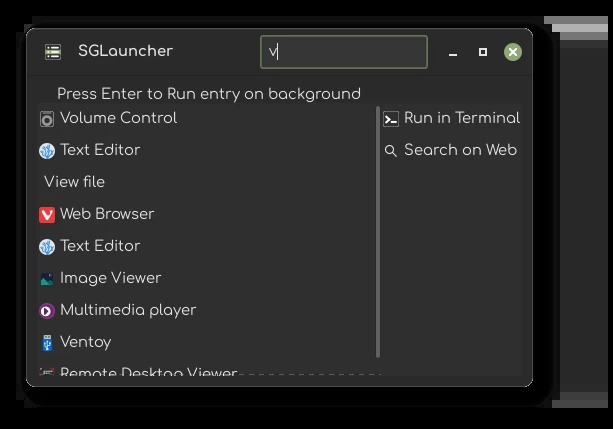 SGLauncher
v
Press Enter to Run entry on background
Volume Control
Text Editor
View file
Web Browser
Text Editor
Image Viewer
Multimedia player
Ventoy
Remote Desktop Viewer
Run in Terminal
Search on Web